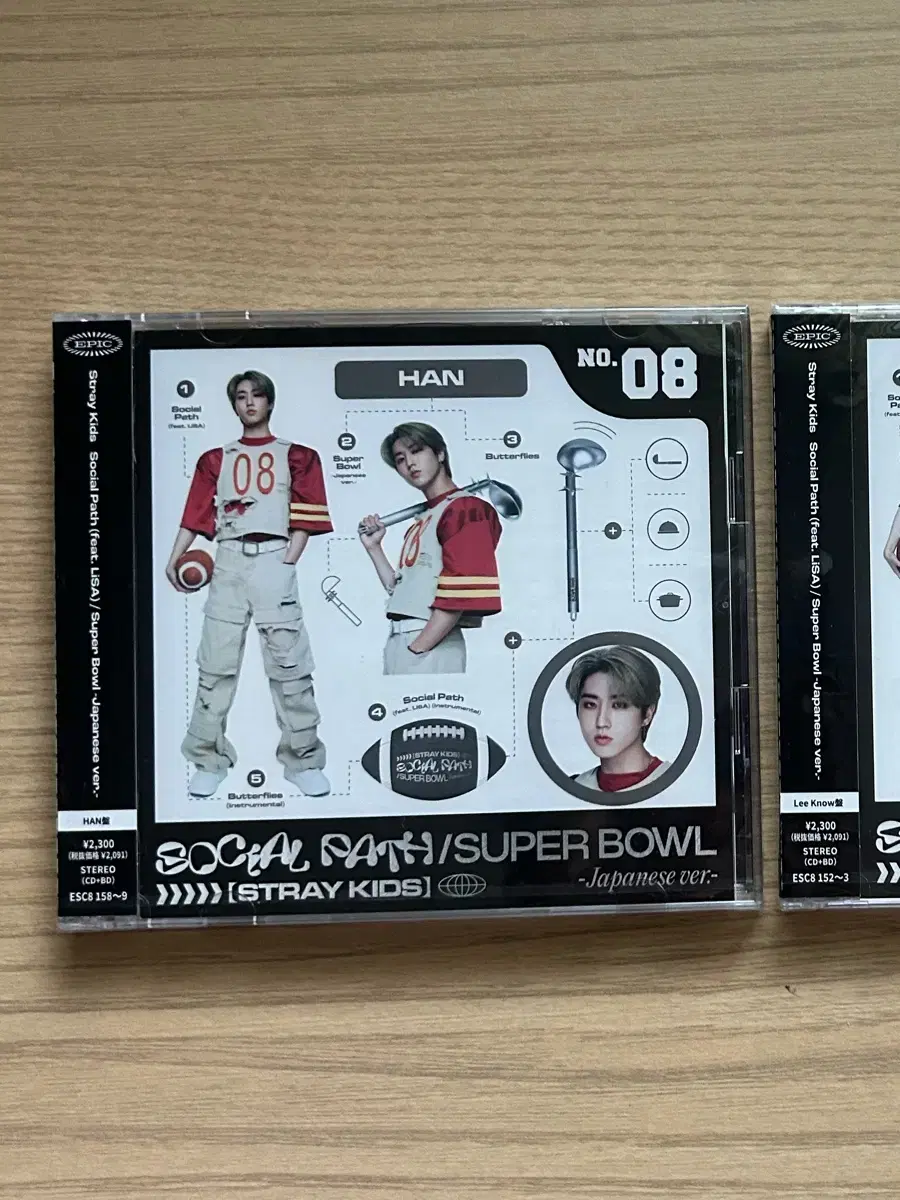 EPIC
Stray Kids Social Path (feat. LiSA) / Super Bowl -Japanese ver.-
HAN盤
¥2,300
(税抜価格 ¥2,091)
STEREO
(CD+BD)
ESC8 158〜9
NO. 08
HAN
1
Social
Path
(feat. LiSA)
2
Super
Bowl
-Japanese
ver.-
3
Butterflies
08
08
4
Social Path
(feat. LiSA) (Instrumental)
[STRAY KIDS]
SOCIAL PATH
/SUPER BOWL
5
Butterflies
(Instrumental)
SOCIAL PATH/SUPER BOWL
-Japanese ver.-
[STRAY KIDS]
EPIC
Stray Kids Social Path (feat. LiSA) / Super Bowl -Japanese ver.-
Lee Know盤
¥2,300
(税抜価格 ¥2,091)
STEREO
(CD+BD)
ESC8 152〜3